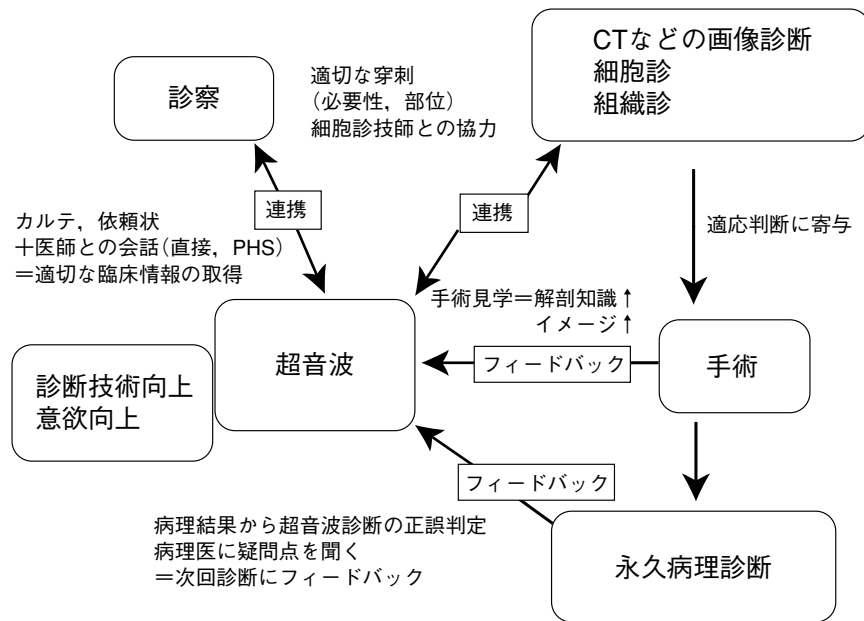 CTなどの画像診断
細胞診
組織診
診察
適切な穿刺
（必要性，部位）
細胞診技師との協力
連携
連携
カルテ，依頼状
＋医師との会話（直接，PHS）
＝適切な臨床情報の取得
適応判断に寄与
手術見学＝解剖知識↑
イメージ↑
超音波
フィードバック
手術
診断技術向上
意欲向上
フィードバック
病理結果から超音波診断の正誤判定
病理医に疑問点を聞く
＝次回診断にフィードバック
永久病理診断